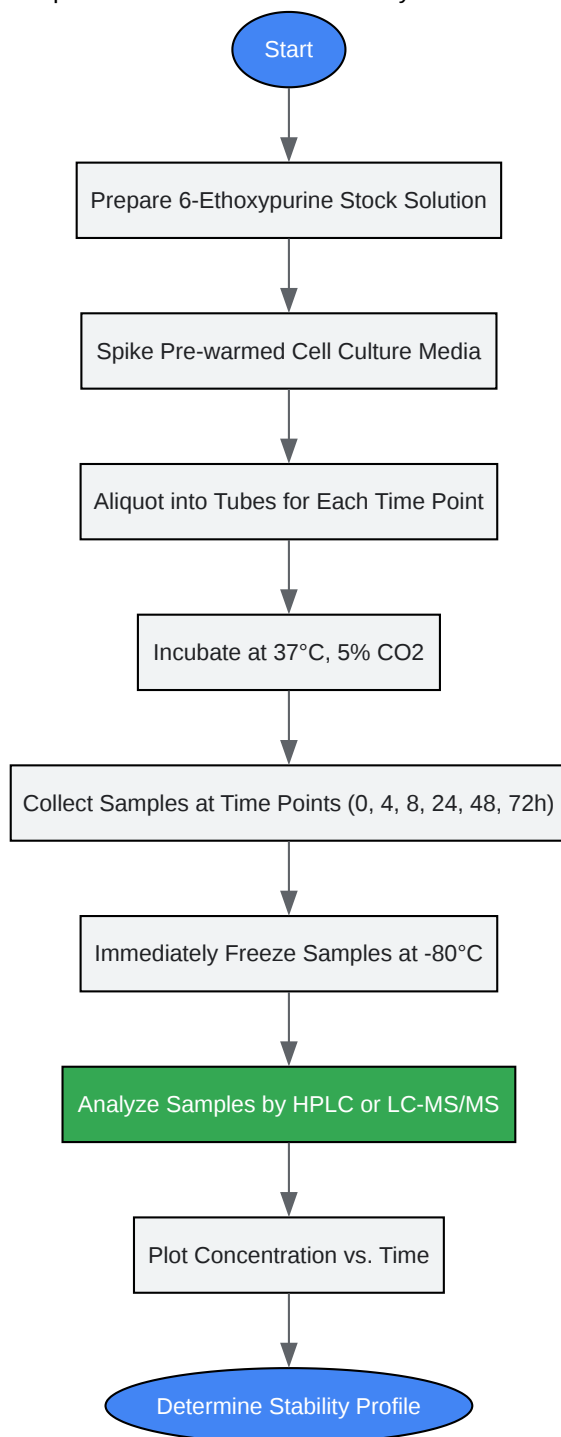 Start
Prepare 6-Ethoxypurine Stock Solution
Spike Pre-warmed Cell Culture Media
Aliquot into Tubes for Each Time Point
Incubate at 37°C, 5% CO2
Collect Samples at Time Points (0, 4, 8, 24, 48, 72h)
Immediately Freeze Samples at -80°C
Analyze Samples by HPLC or LC-MS/MS
Plot Concentration vs. Time
Determine Stability Profile